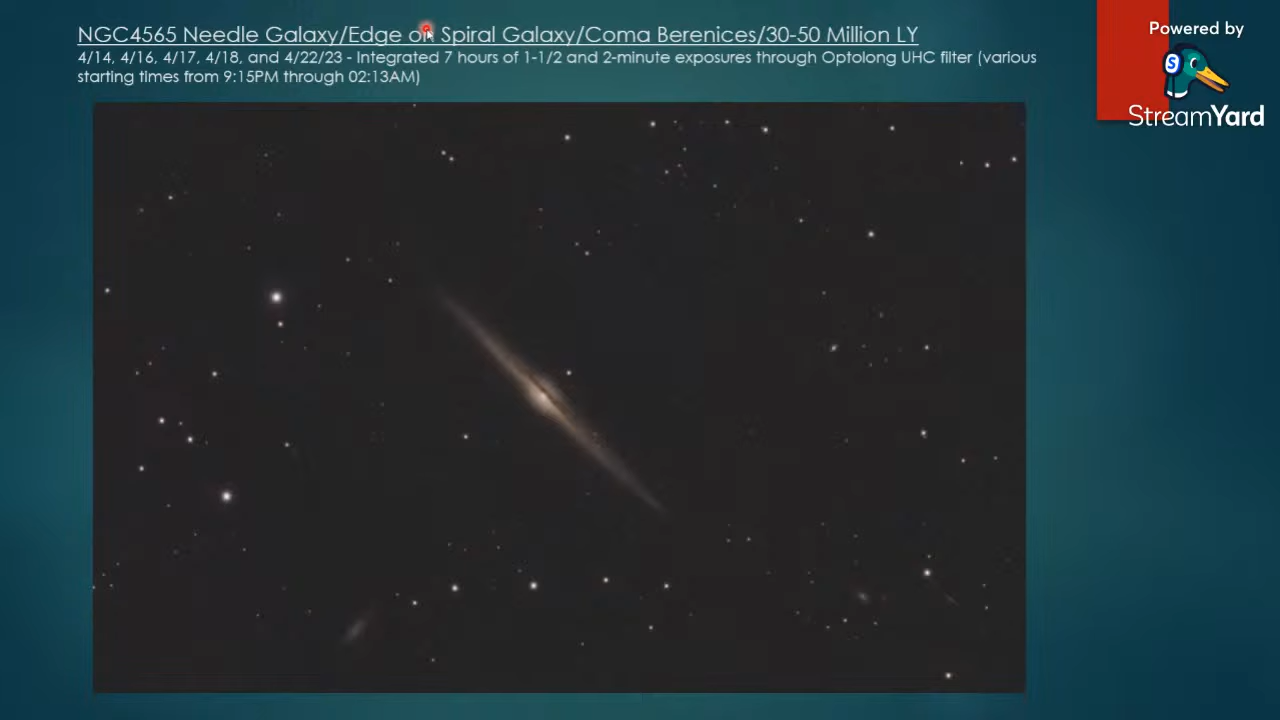 NGC4565 Needle Galaxy/Edge on Spiral Galaxy/Coma Berenices/30-50 Million LY
4/14, 4/16, 4/17, 4/18, and 4/22/23 - Integrated 7 hours of 1-1/2 and 2-minute exposures through Optolong UHC filter (various
starting times from 9:15PM through 02:13AM)
Powered by
S
StreamYard